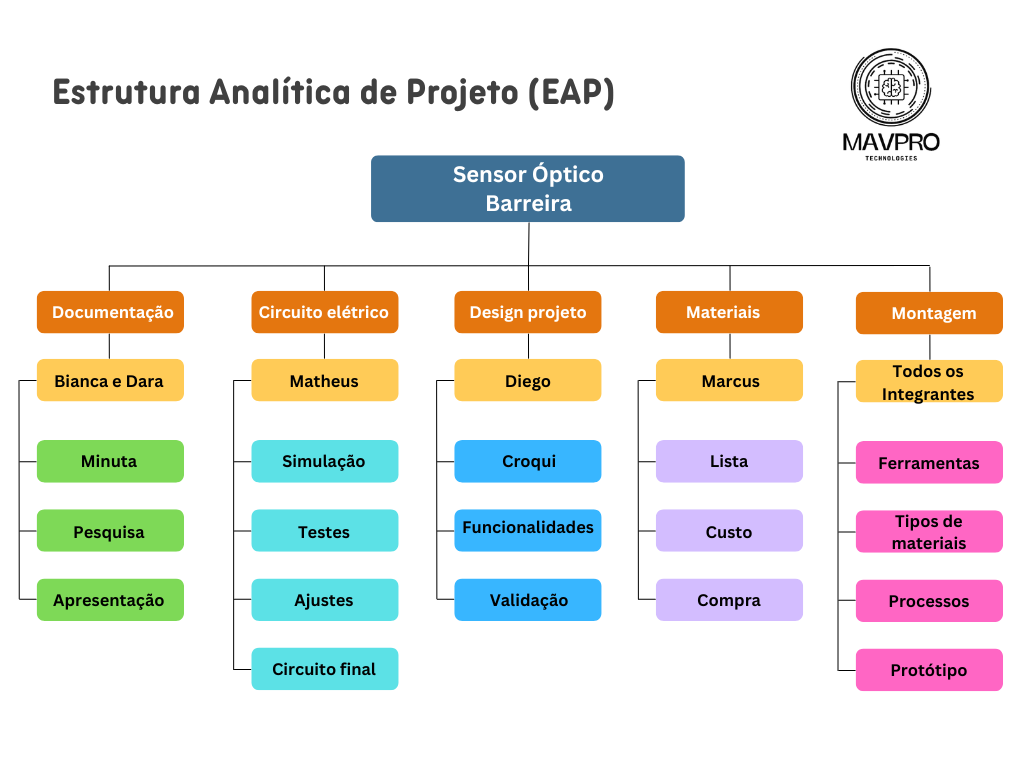 Estrutura Analítica de Projeto (EAP)
MAVPRO
TECHNOLOGIES
Sensor Óptico
Barreira
Documentação
Bianca e Dara
Minuta
Pesquisa
Apresentação
Circuito elétrico
Matheus
Simulação
Testes
Ajustes
Circuito final
Design projeto
Diego
Croqui
Funcionalidades
Validação
Materiais
Marcus
Lista
Custo
Compra
Montagem
Todos os
Integrantes
Ferramentas
Tipos de
materiais
Processos
Protótipo